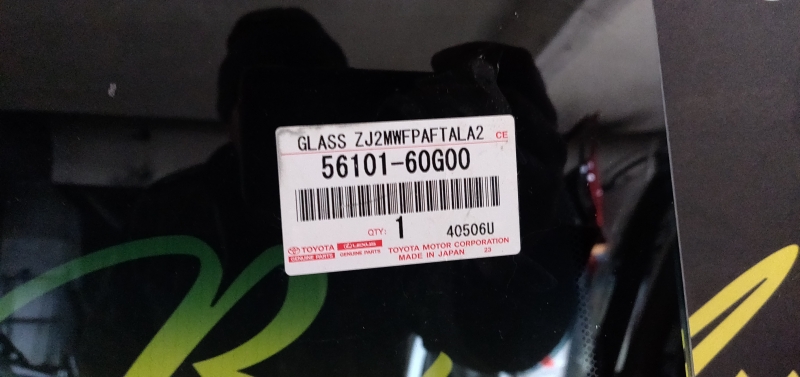 GLASS ZJ2MWFPAFTALA2 CE
56101-60G00
QTY: 1 40506U
TOYOTA LEXUS TOYOTA MOTOR CORPORATION
GENUINE PARTS GENUINE PARTS MADE IN JAPAN 23